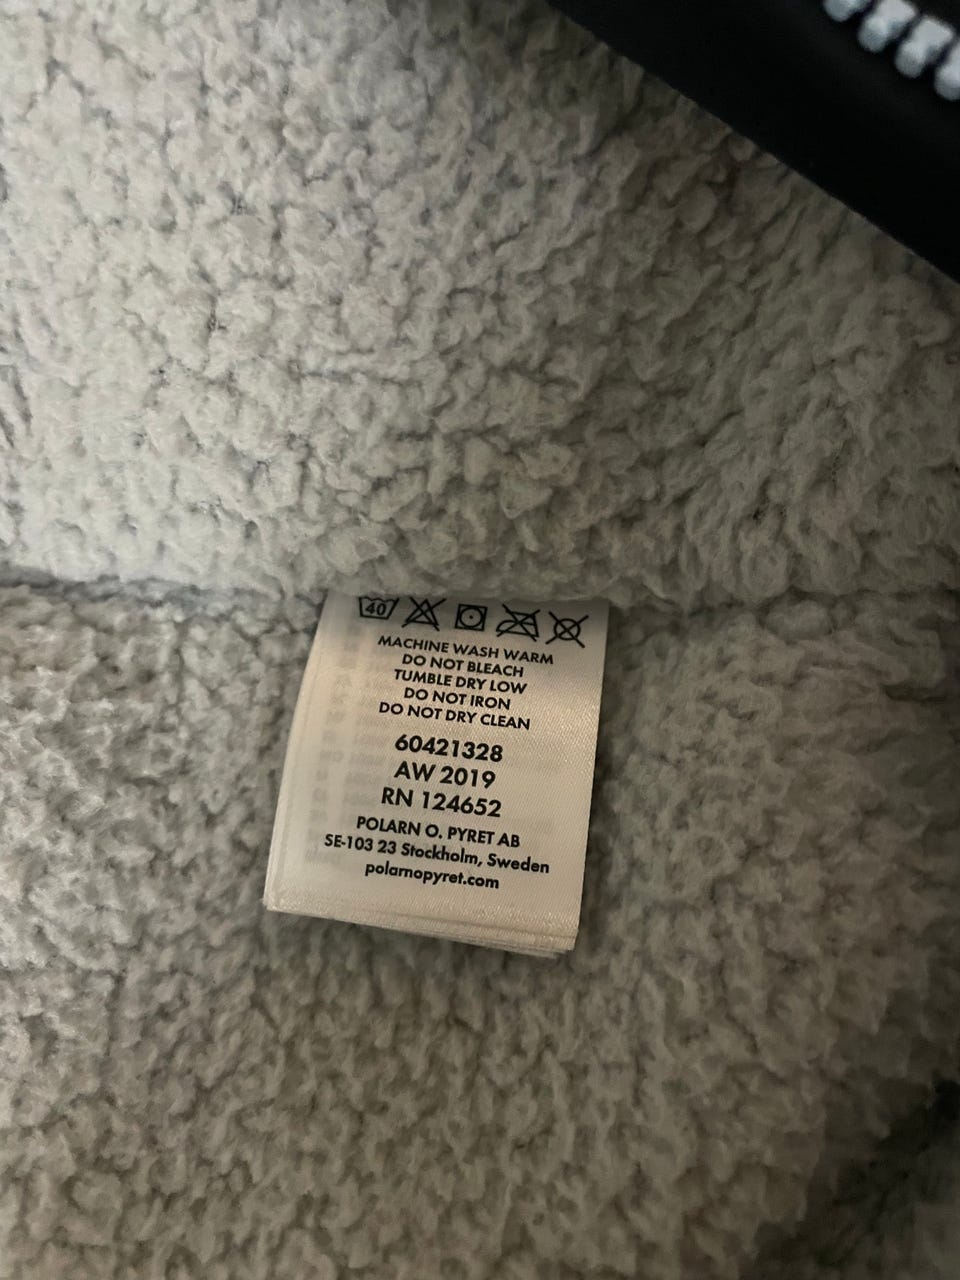 40
MACHINE WASH WARM
DO NOT BLEACH
TUMBLE DRY LOW
DO NOT IRON
DO NOT DRY CLEAN
60421328
AW 2019
RN 124652
POLARN O. PYRET AB
SE-103 23 Stockholm, Sweden
polarnopyret.com